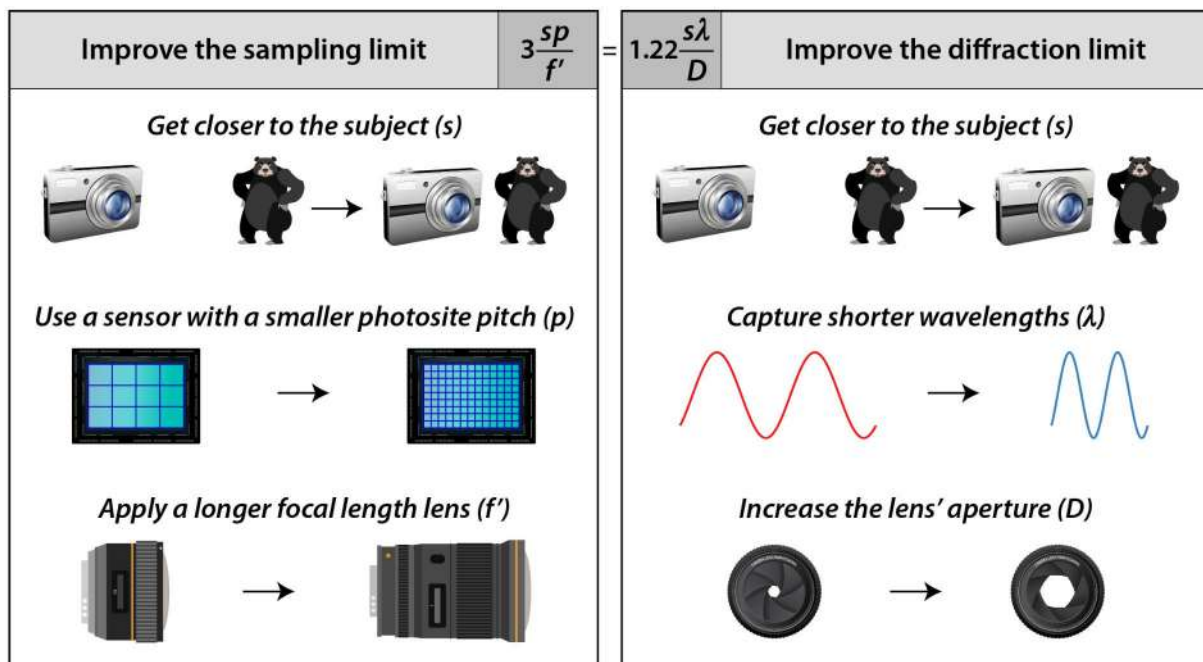 Improve the sampling limit
3 sp/f' = 1.22 sλ/D
Improve the diffraction limit
Get closer to the subject (s)
Use a sensor with a smaller photosite pitch (p)
Apply a longer focal length lens (f')
Get closer to the subject (s)
Capture shorter wavelengths (λ)
Increase the lens' aperture (D)